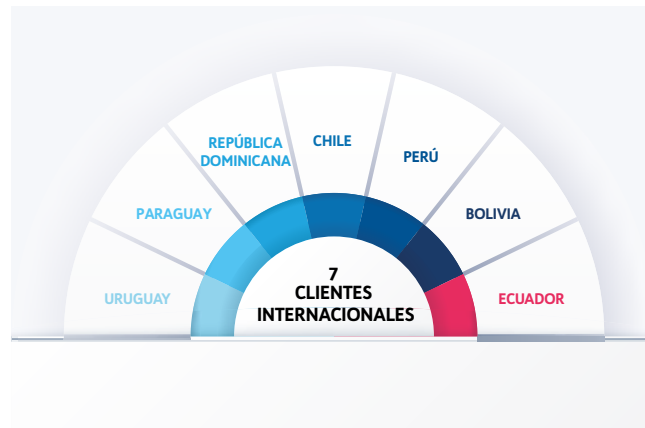 URUGUAY
PARAGUAY
REPÚBLICA
DOMINICANA
CHILE
PERÚ
BOLIVIA
ECUADOR
7
CLIENTES
INTERNACIONALES